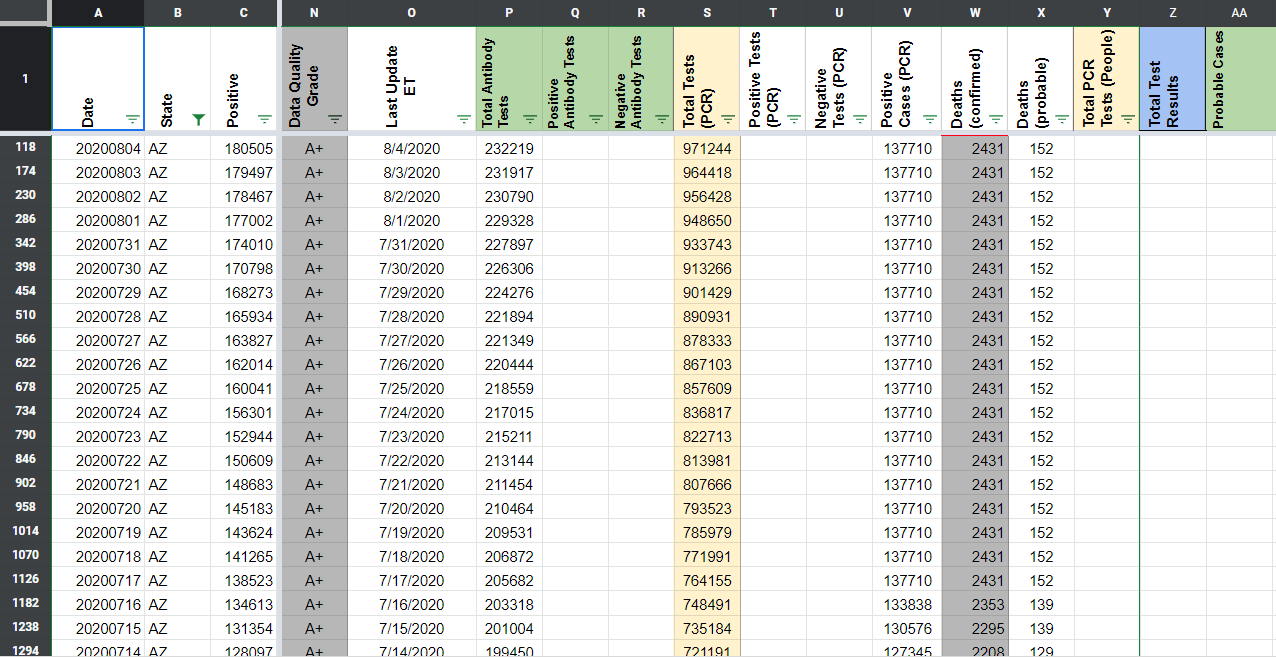 A B C N O P Q R S T U V W X Y Z AA
1 Date State Positive Data Quality Grade Last Update ET Total Antibody Tests Positive Antibody Tests Negative Antibody Tests Total Tests (PCR) Positive Tests (PCR) Negative Tests (PCR) Positive Cases (PCR) Deaths (confirmed) Deaths (probable) Total PCR Tests (People) Total Test Results Probable Cases
118 20200804 AZ 180505 A+ 8/4/2020 232219 971244 137710 2431 152
174 20200803 AZ 179497 A+ 8/3/2020 231917 964418 137710 2431 152
230 20200802 AZ 178467 A+ 8/2/2020 230790 956428 137710 2431 152
286 20200801 AZ 177002 A+ 8/1/2020 229328 948650 137710 2431 152
342 20200731 AZ 174010 A+ 7/31/2020 227897 933743 137710 2431 152
398 20200730 AZ 170798 A+ 7/30/2020 226306 913266 137710 2431 152
454 20200729 AZ 168273 A+ 7/29/2020 224276 901429 137710 2431 152
510 20200728 AZ 165934 A+ 7/28/2020 221894 890931 137710 2431 152
566 20200727 AZ 163827 A+ 7/27/2020 221349 878333 137710 2431 152
622 20200726 AZ 162014 A+ 7/26/2020 220444 867103 137710 2431 152
678 20200725 AZ 160041 A+ 7/25/2020 218559 857609 137710 2431 152
734 20200724 AZ 156301 A+ 7/24/2020 217015 836817 137710 2431 152
790 20200723 AZ 152944 A+ 7/23/2020 215211 822713 137710 2431 152
846 20200722 AZ 150609 A+ 7/22/2020 213144 813981 137710 2431 152
902 20200721 AZ 148683 A+ 7/21/2020 211454 807666 137710 2431 152
958 20200720 AZ 145183 A+ 7/20/2020 210464 793523 137710 2431 152
1014 20200719 AZ 143624 A+ 7/19/2020 209531 785979 137710 2431 152
1070 20200718 AZ 141265 A+ 7/18/2020 206872 771991 137710 2431 152
1126 20200717 AZ 138523 A+ 7/17/2020 205682 764155 137710 2431 152
1182 20200716 AZ 134613 A+ 7/16/2020 203318 748491 133838 2353 139
1238 20200715 AZ 131354 A+ 7/15/2020 201004 735184 130576 2295 139
1294 20200714 AZ 128097 A+ 7/14/2020 199450 721191 127345 2208 129